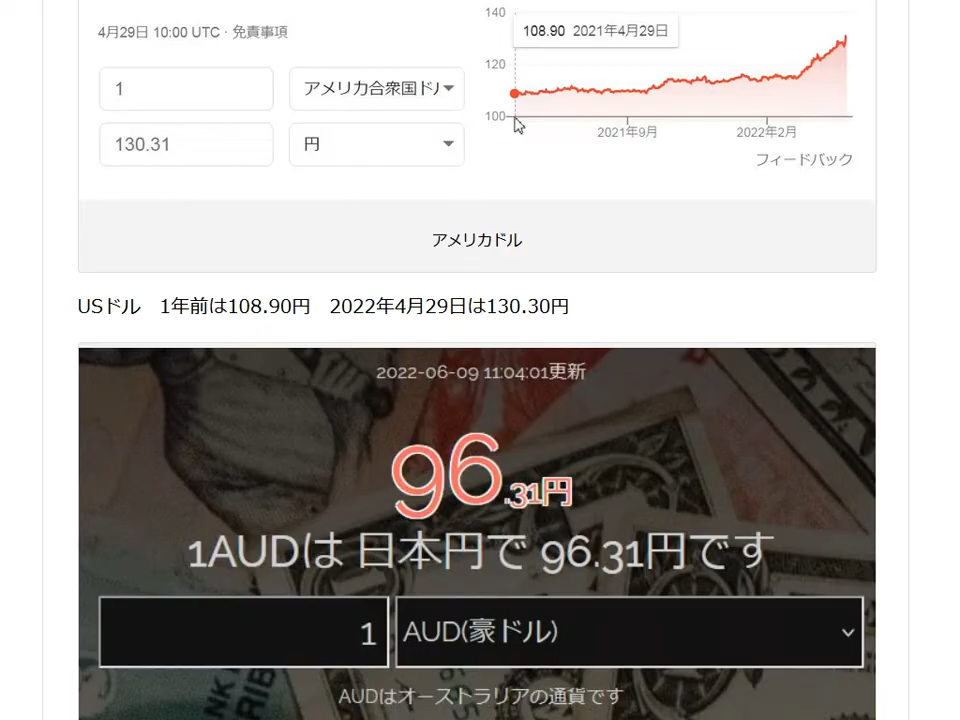 140
108.90 2021年4月29日
4月29日 10:00 UTC · 免責事項
120
1
アメリカ合衆国ドル
100
2021年9月
2022年2月
130.31
円
フィードバック
アメリカドル
USドル　1年前は108.90円　2022年4月29日は130.30円
2022-06-09 11:04:01更新
96.31円
1AUDは 日本円で 96.31円です
1
AUD(豪ドル)
AUDはオーストラリアの通貨です